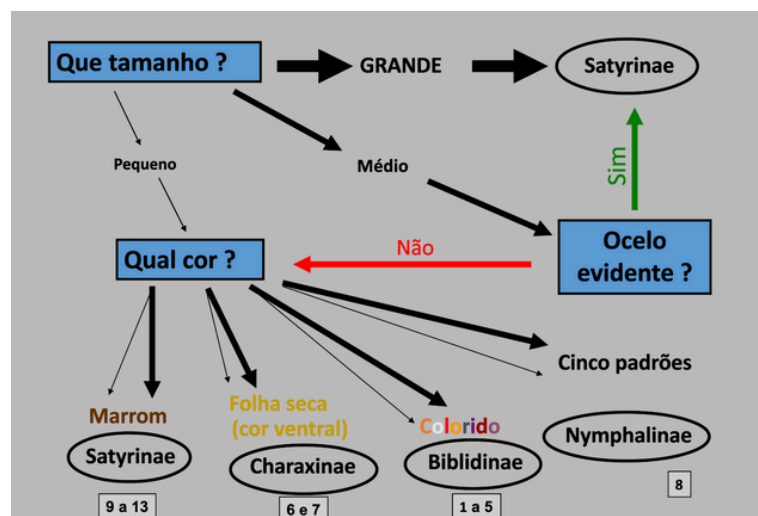 Que tamanho ?
GRANDE
Satyrinae
Pequeno
Médio
Sim
Qual cor ?
Não
Ocelo
evidente ?
Cinco padrões
Marrom
Folha seca
(cor ventral)
Colorido
Satyrinae
Charaxinae
Biblidinae
Nymphalinae
9 a 13
6 e 7
1 a 5
8